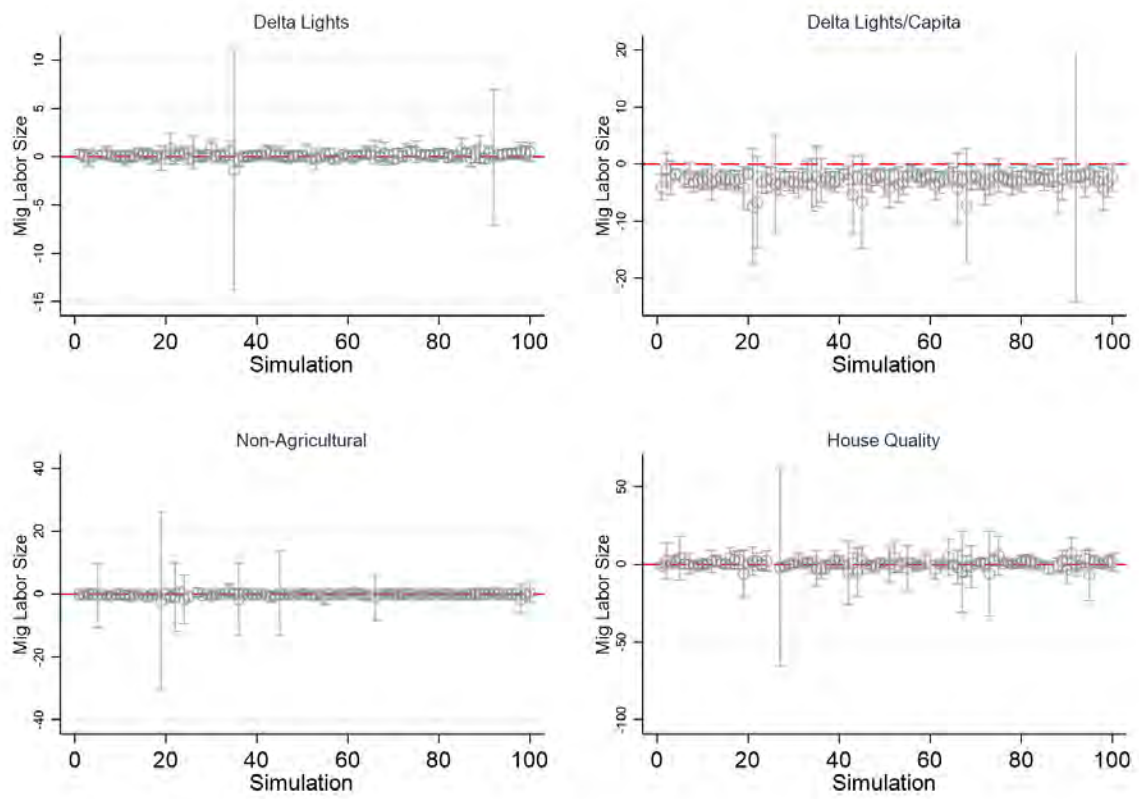 Delta Lights
Mig Labor Size
10
5
0
-5
-10
-15
0 20 40 60 80 100
Simulation
Delta Lights/Capita
Mig Labor Size
20
10
0
-10
-20
0 20 40 60 80 100
Simulation
Non-Agricultural
Mig Labor Size
40
20
0
-20
-40
0 20 40 60 80 100
Simulation
House Quality
Mig Labor Size
50
0
-50
-100
0 20 40 60 80 100
Simulation